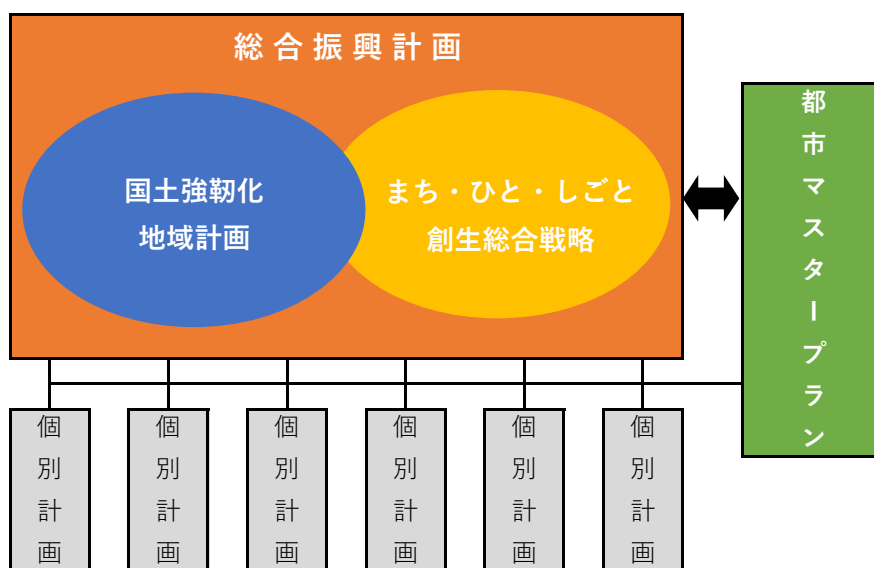 総合振興計画
国土強靭化
地域計画
まち・ひと・しごと
創生総合戦略
都市マスタープラン
個別計画
個別計画
個別計画
個別計画
個別計画
個別計画